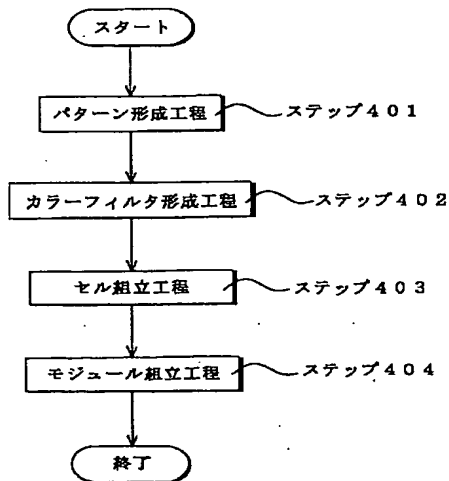 スタート
パターン形成工程 ステップ401
カラーフィルタ形成工程 ステップ402
セル組立工程 ステップ403
モジュール組立工程 ステップ404
終了